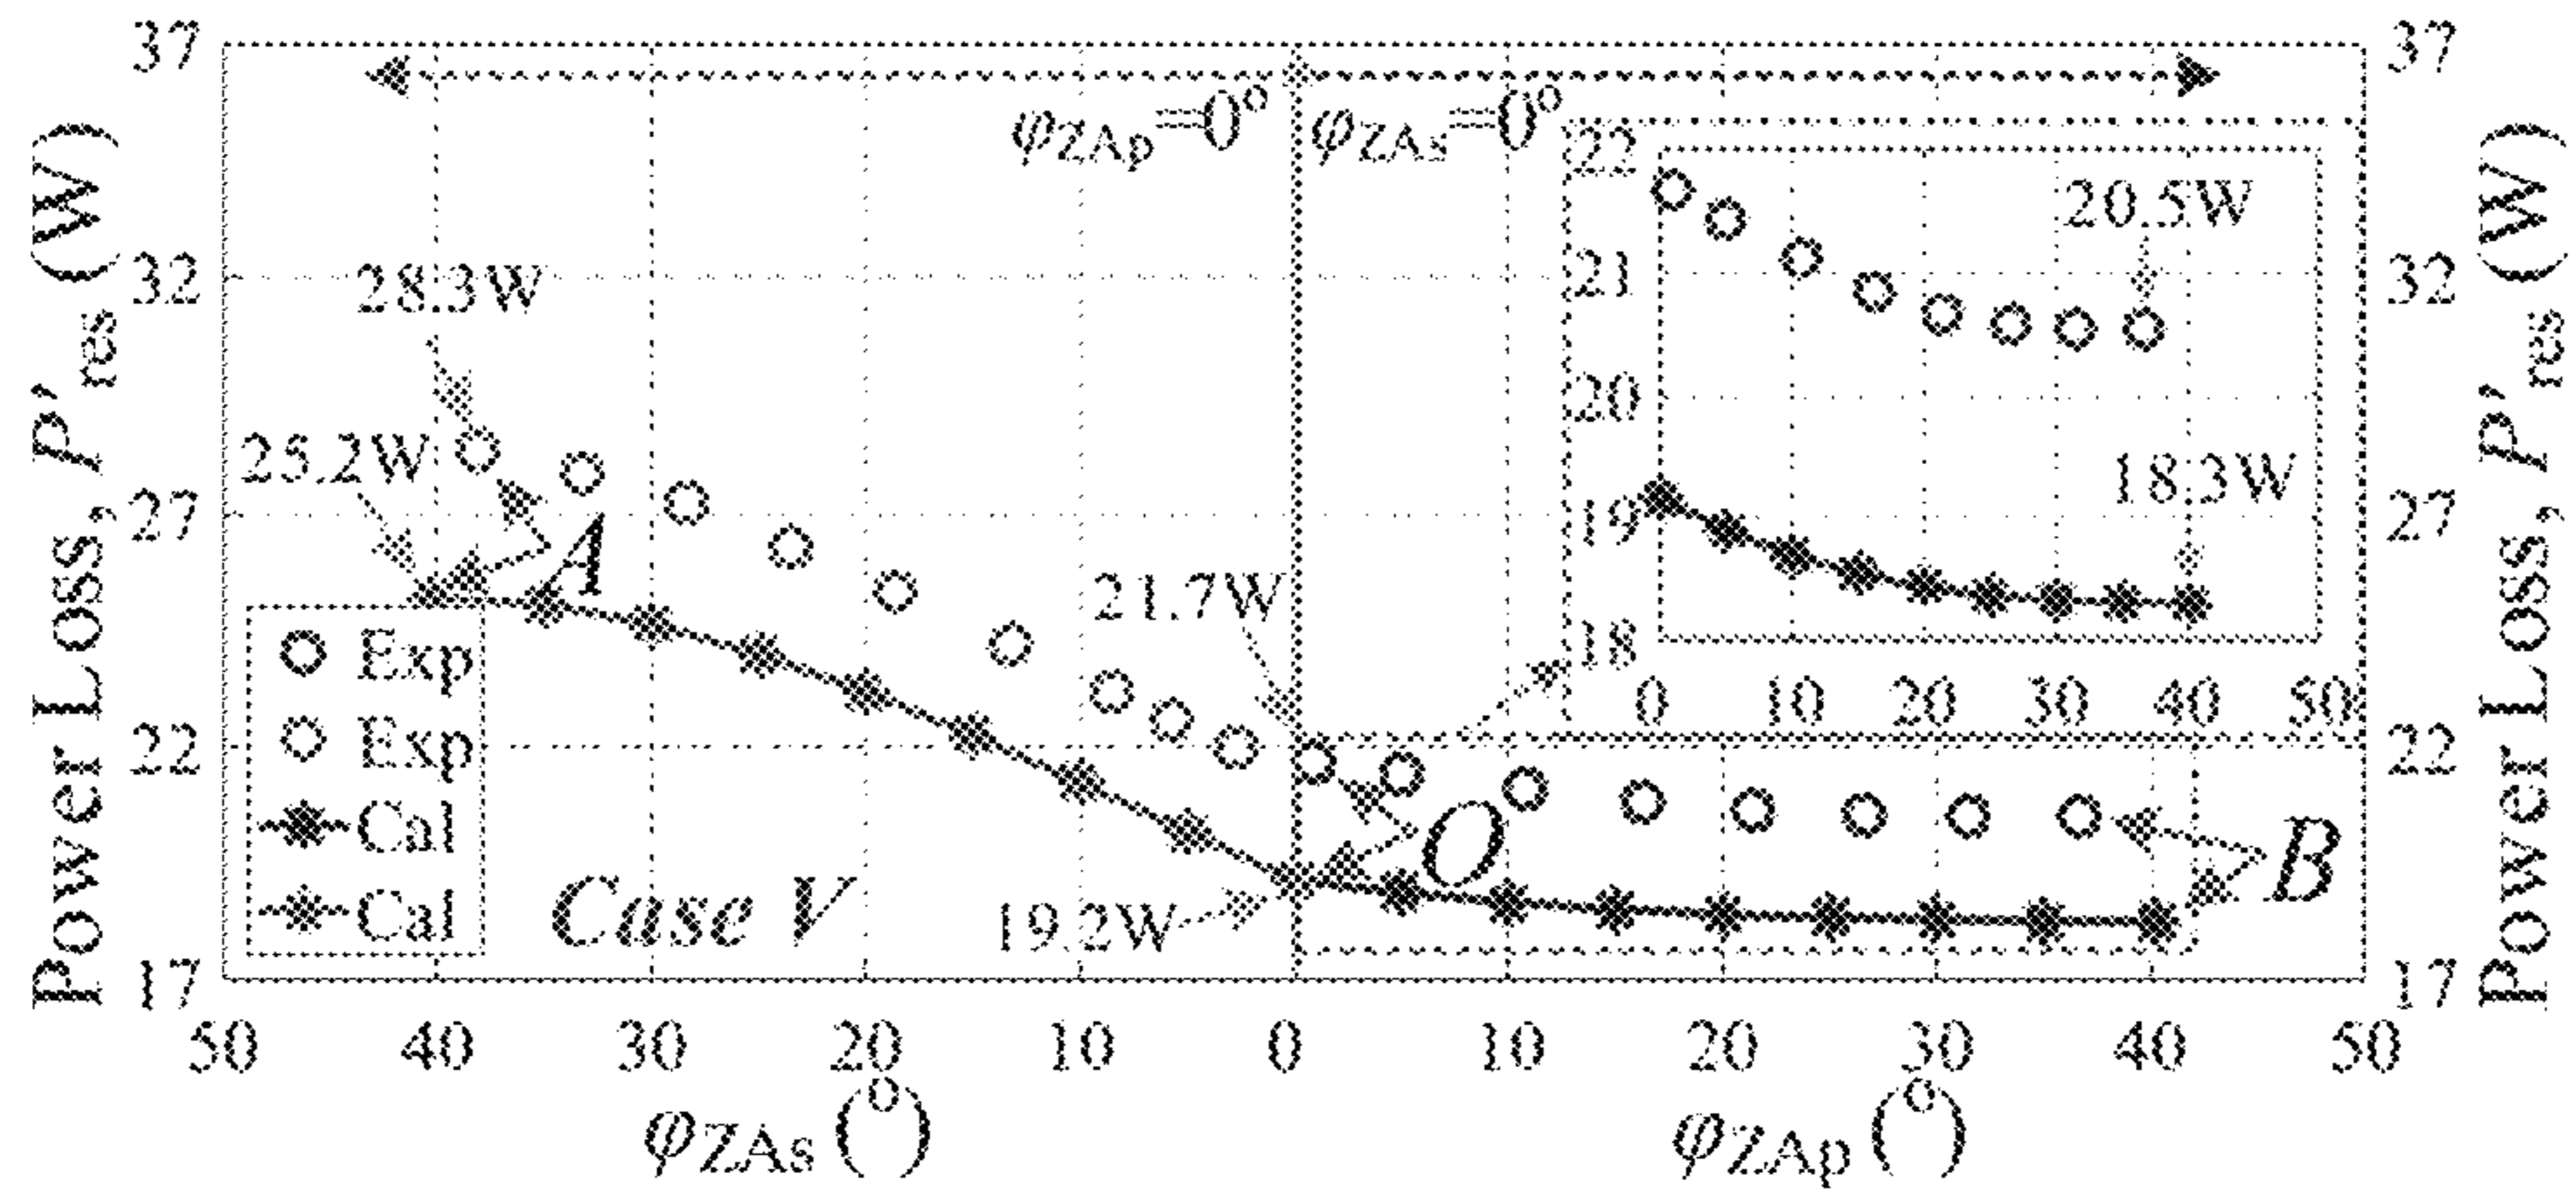 Power Loss, P′res (W)
37
32
27
22
17
φZAp=0° φZAs=0°
28.3W
25.2W
A
21.7W
19.2W
O
B
Case V
Exp
Exp
Cal
Cal
22
21
20
19
18
20.5W
18.3W
0 10 20 30 40 50
37
32
27
22
17
Power Loss, P′res (W)
50 40 30 20 10 0 10 20 30 40 50
φZAs (°) φZAp (°)